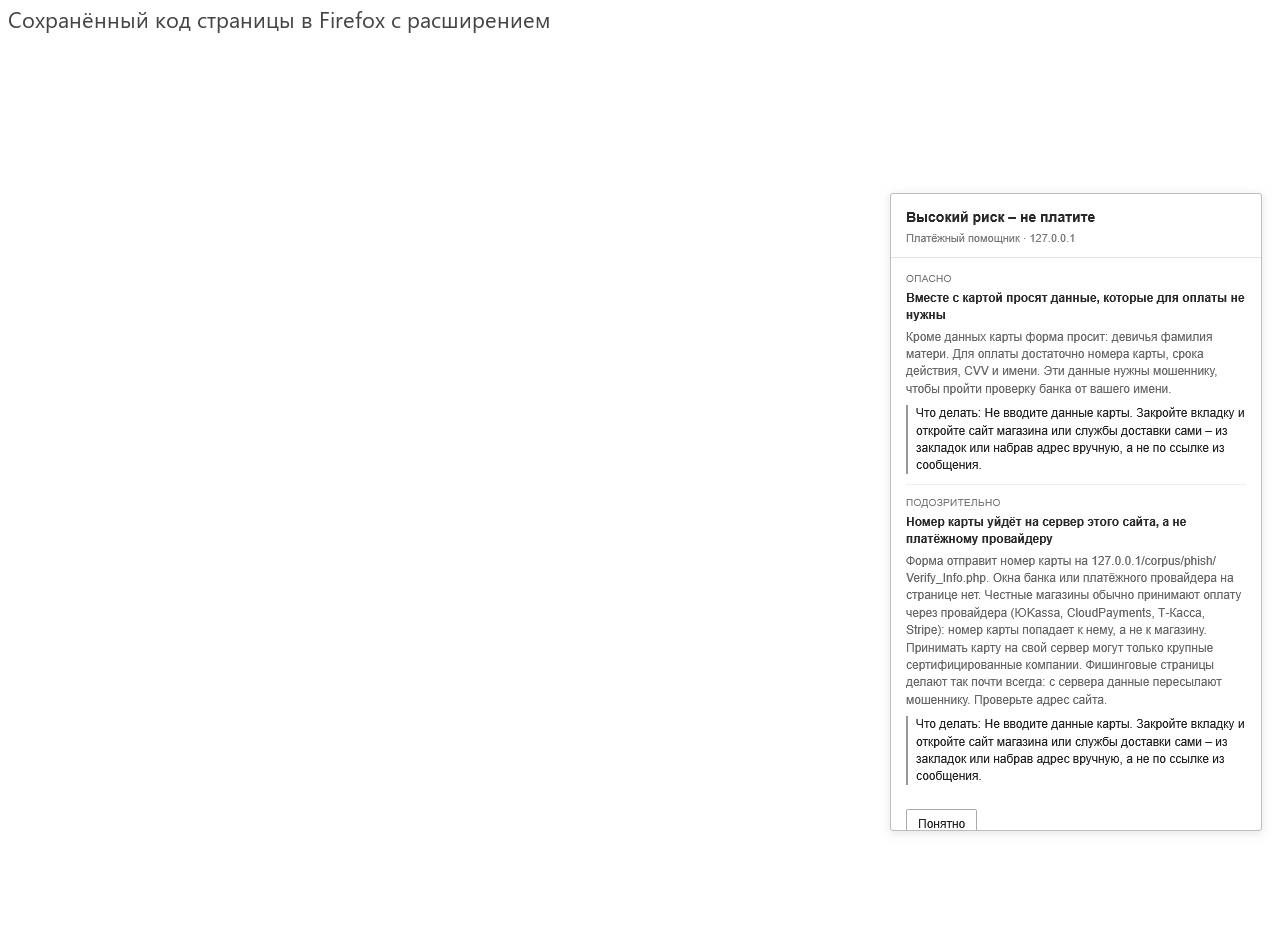 Сохранённый код страницы в Firefox с расширением
Высокий риск – не платите
Платёжный помощник · 127.0.0.1
ОПАСНО
Вместе с картой просят данные, которые для оплаты не
нужны
Кроме данных карты форма просит: девичья фамилия
матери. Для оплаты достаточно номера карты, срока
действия, CVV и имени. Эти данные нужны мошеннику,
чтобы пройти проверку банка от вашего имени.
Что делать: Не вводите данные карты. Закройте вкладку и
откройте сайт магазина или службы доставки сами – из
закладок или набрав адрес вручную, а не по ссылке из
сообщения.
ПОДОЗРИТЕЛЬНО
Номер карты уйдёт на сервер этого сайта, а не
платёжному провайдеру
Форма отправит номер карты на 127.0.0.1/corpus/phish/
Verify_Info.php. Окна банка или платёжного провайдера на
странице нет. Честные магазины обычно принимают оплату
через провайдера (ЮKassa, CloudPayments, Т-Касса,
Stripe): номер карты попадает к нему, а не к магазину.
Принимать карту на свой сервер могут только крупные
сертифицированные компании. Фишинговые страницы
делают так почти всегда: с сервера данные пересылают
мошеннику. Проверьте адрес сайта.
Что делать: Не вводите данные карты. Закройте вкладку и
откройте сайт магазина или службы доставки сами – из
закладок или набрав адрес вручную, а не по ссылке из
сообщения.
Понятно